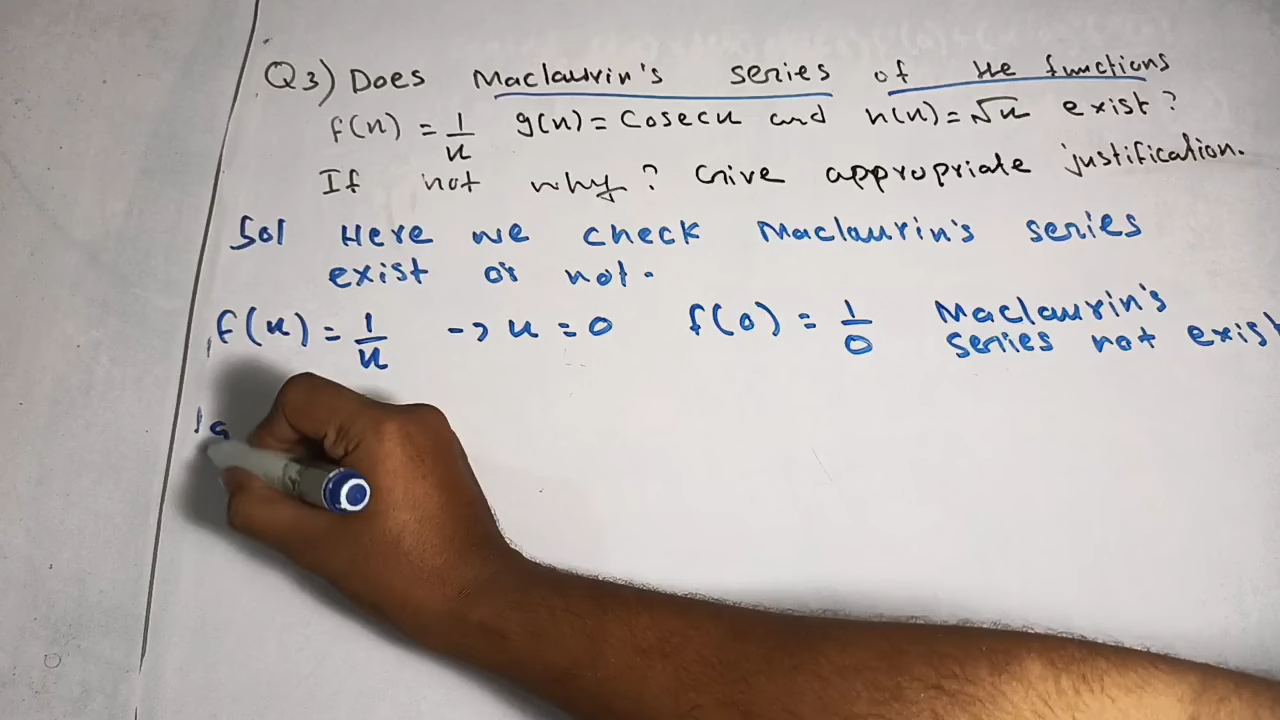 Q3) Does Maclaurin's series of the functions
f(x) = 1/x g(x) = Cosecx and h(x) = √x exist?
If not why? Give appropriate justification.
Sol Here we check Maclaurin's series
exist or not.
f(x) = 1/x → x = 0 f(0) = 1/0 Maclaurin's
series not exist